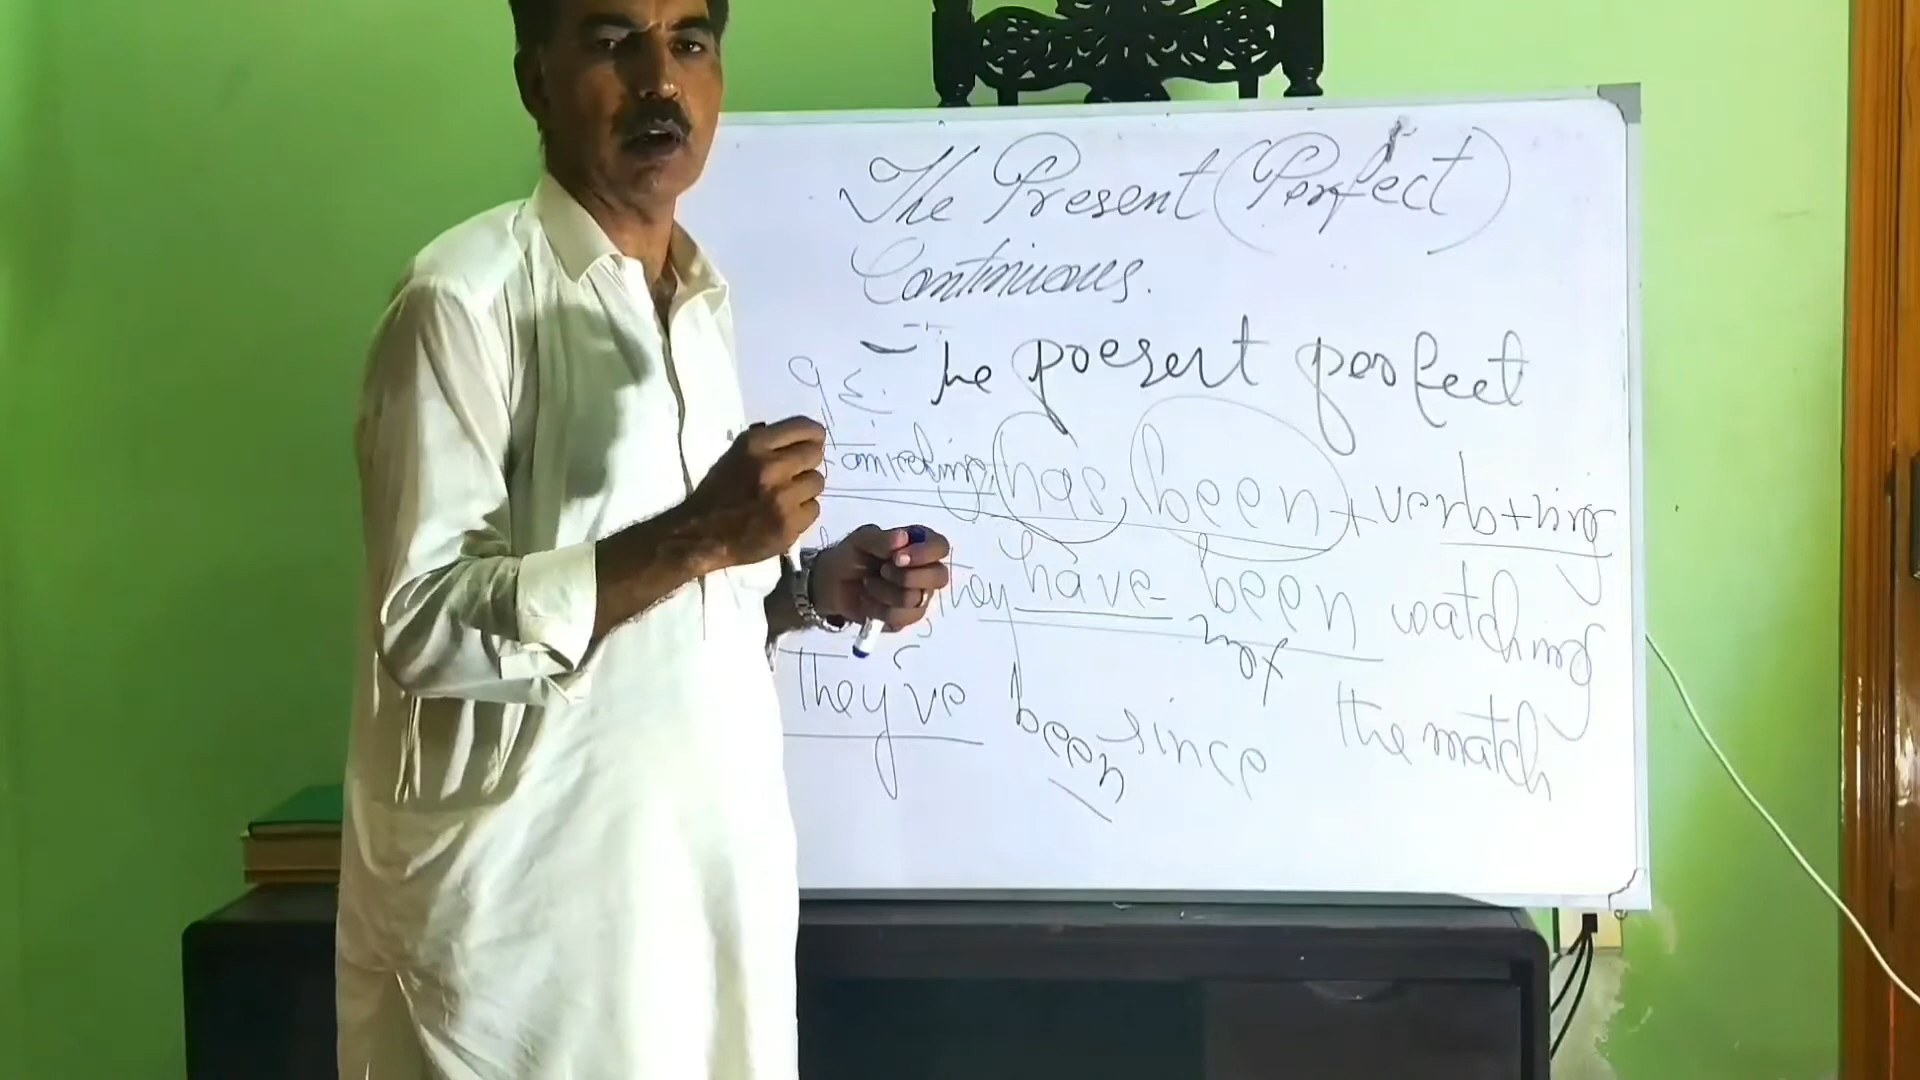 The Present (Perfect)
Continuous.
The present perfect
has been + verb + ing
they have been watching
They've been since the match